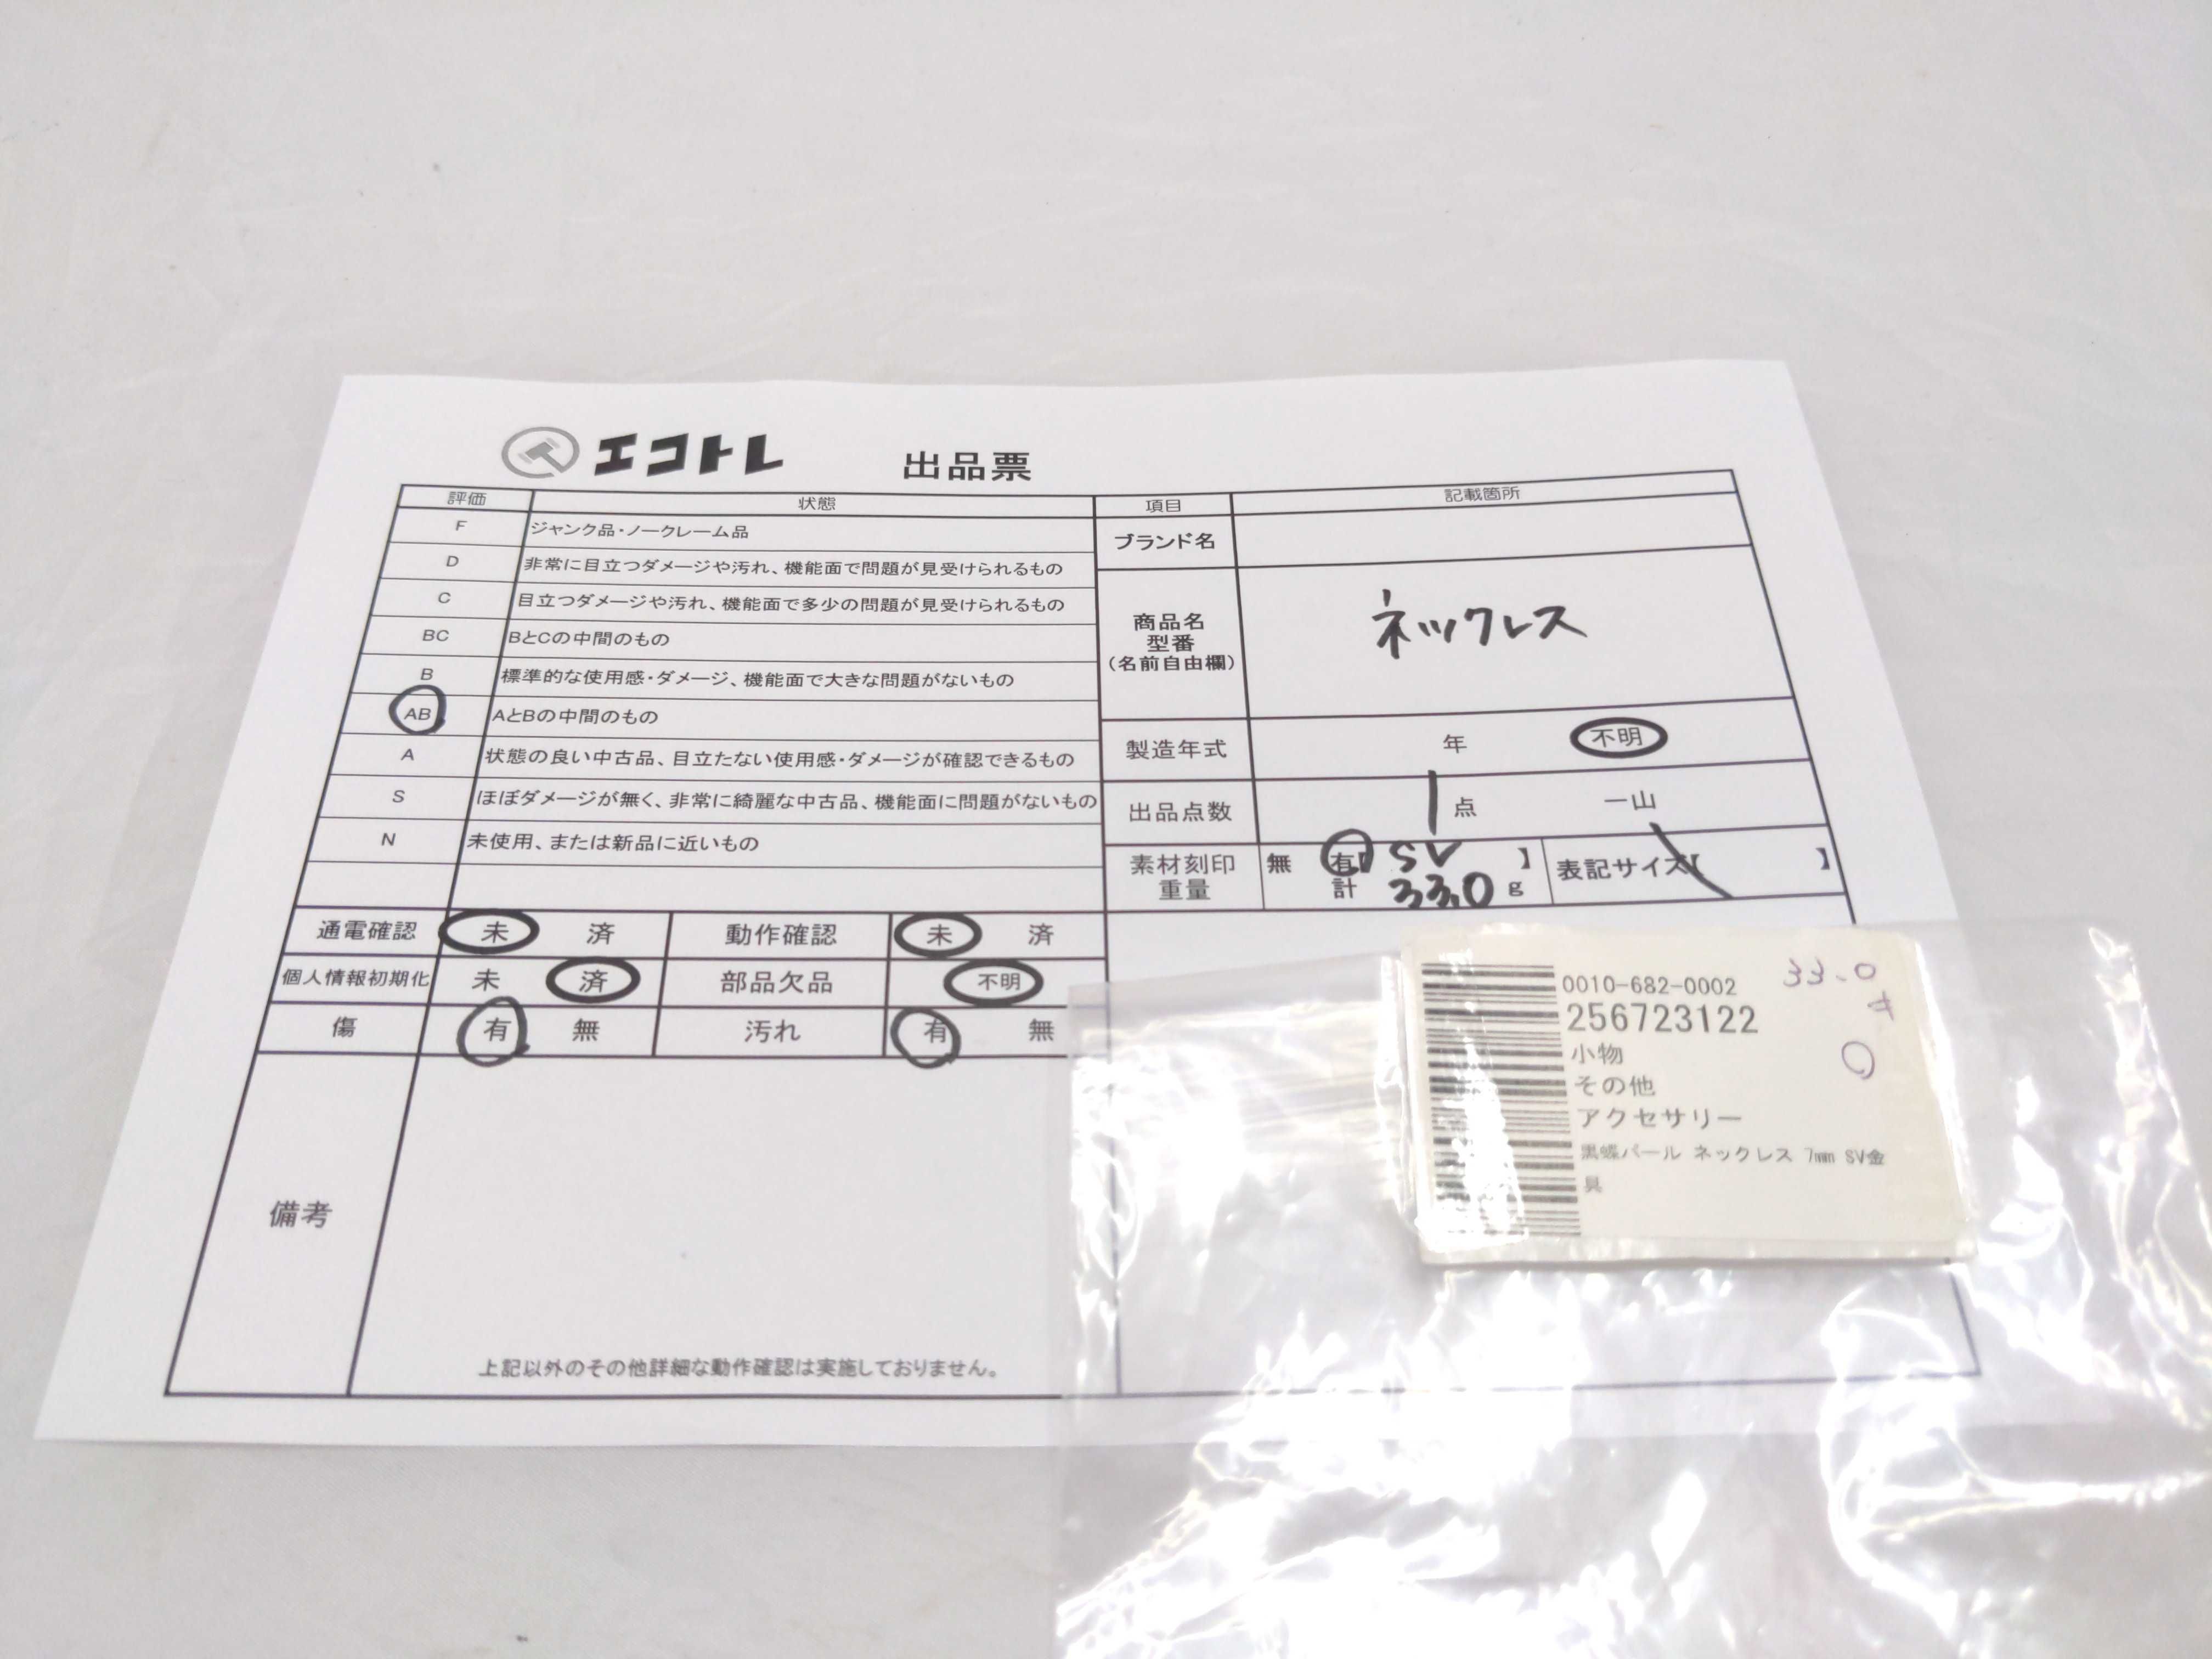 エコトレ 出品票
評価 状態 項目 記載箇所
F ジャンク品・ノークレーム品
D 非常に目立つダメージや汚れ、機能面で問題が見受けられるもの
C 目立つダメージや汚れ、機能面で多少の問題が見受けられるもの
BC BとCの中間のもの
B 標準的な使用感・ダメージ、機能面で大きな問題がないもの
AB AとBの中間のもの
A 状態の良い中古品、目立たない使用感・ダメージが確認できるもの
S ほぼダメージが無く、非常に綺麗な中古品、機能面に問題がないもの
N 未使用、または新品に近いもの
ブランド名
商品名
型番
(名前自由欄)
ネックレス
製造年式 年 不明
出品点数 1 点 一山
素材刻印 無 有【 SV 】 表記サイズ【 】
重量 計 33.0 g
通電確認 未 済 動作確認 未 済
個人情報初期化 未 済 部品欠品 不明
傷 有 無 汚れ 有 無
備考
上記以外のその他詳細な動作確認は実施しておりません。
0010-682-0002 33.0
256723122
小物
その他
アクセサリー
黒蝶パール ネックレス 7mm SV金
具